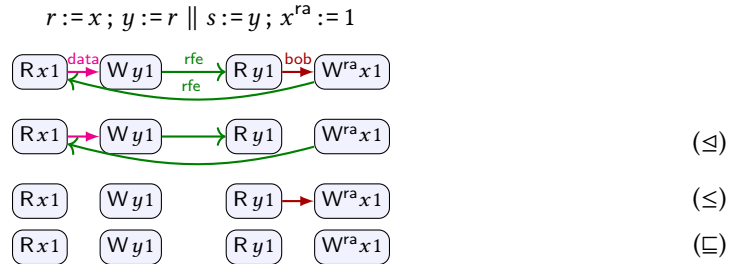 r := x ; y := r ∥ s := y ; x^ra := 1
data rfe bob
R x1 W y1 R y1 W^ra x1
rfe
R x1 W y1 R y1 W^ra x1 (⊴)
R x1 W y1 R y1 W^ra x1 (≤)
R x1 W y1 R y1 W^ra x1 (⊑)